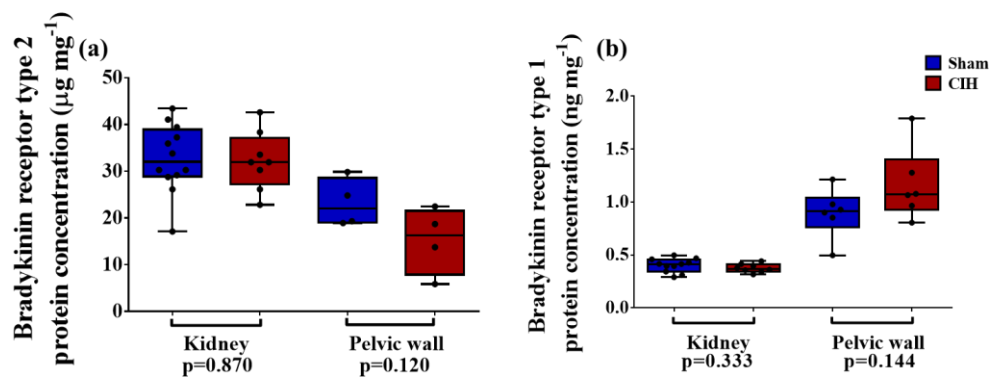 (a)
Bradykinin receptor type 2
protein concentration (μg mg⁻¹)
50
40
30
20
10
0
Kidney
p=0.870
Pelvic wall
p=0.120
(b)
Bradykinin receptor type 1
protein concentration (ng mg⁻¹)
Sham
CIH
2.0
1.5
1.0
0.5
0.0
Kidney
p=0.333
Pelvic wall
p=0.144